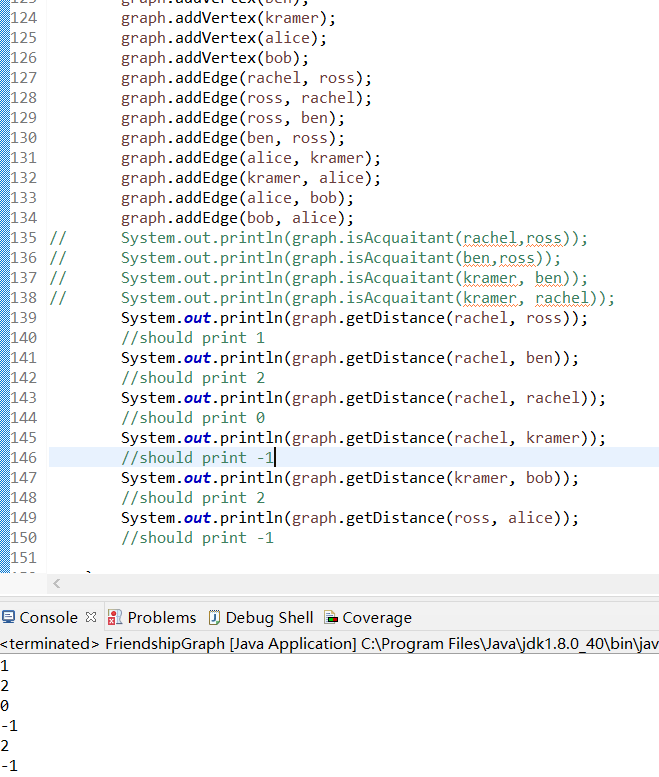 123 graph.addVertex(ben);
124 graph.addVertex(kramer);
125 graph.addVertex(alice);
126 graph.addVertex(bob);
127 graph.addEdge(rachel, ross);
128 graph.addEdge(ross, rachel);
129 graph.addEdge(ross, ben);
130 graph.addEdge(ben, ross);
131 graph.addEdge(alice, kramer);
132 graph.addEdge(kramer, alice);
133 graph.addEdge(alice, bob);
134 graph.addEdge(bob, alice);
135 // System.out.println(graph.isAcquaitant(rachel,ross));
136 // System.out.println(graph.isAcquaitant(ben,ross));
137 // System.out.println(graph.isAcquaitant(kramer, ben));
138 // System.out.println(graph.isAcquaitant(kramer, rachel));
139 System.out.println(graph.getDistance(rachel, ross));
140 //should print 1
141 System.out.println(graph.getDistance(rachel, ben));
142 //should print 2
143 System.out.println(graph.getDistance(rachel, rachel));
144 //should print 0
145 System.out.println(graph.getDistance(rachel, kramer));
146 //should print -1
147 System.out.println(graph.getDistance(kramer, bob));
148 //should print 2
149 System.out.println(graph.getDistance(ross, alice));
150 //should print -1
151
Console Problems Debug Shell Coverage
<terminated> FriendshipGraph [Java Application] C:\Program Files\Java\jdk1.8.0_40\bin\jav
1
2
0
-1
2
-1